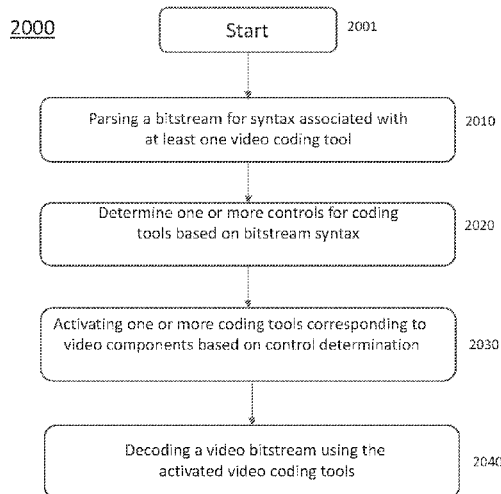 2000
Start
2001
Parsing a bitstream for syntax associated with
at least one video coding tool
2010
Determine one or more controls for coding
tools based on bitstream syntax
2020
Activating one or more coding tools corresponding to
video components based on control determination
2030
Decoding a video bitstream using the
activated video coding tools
2040